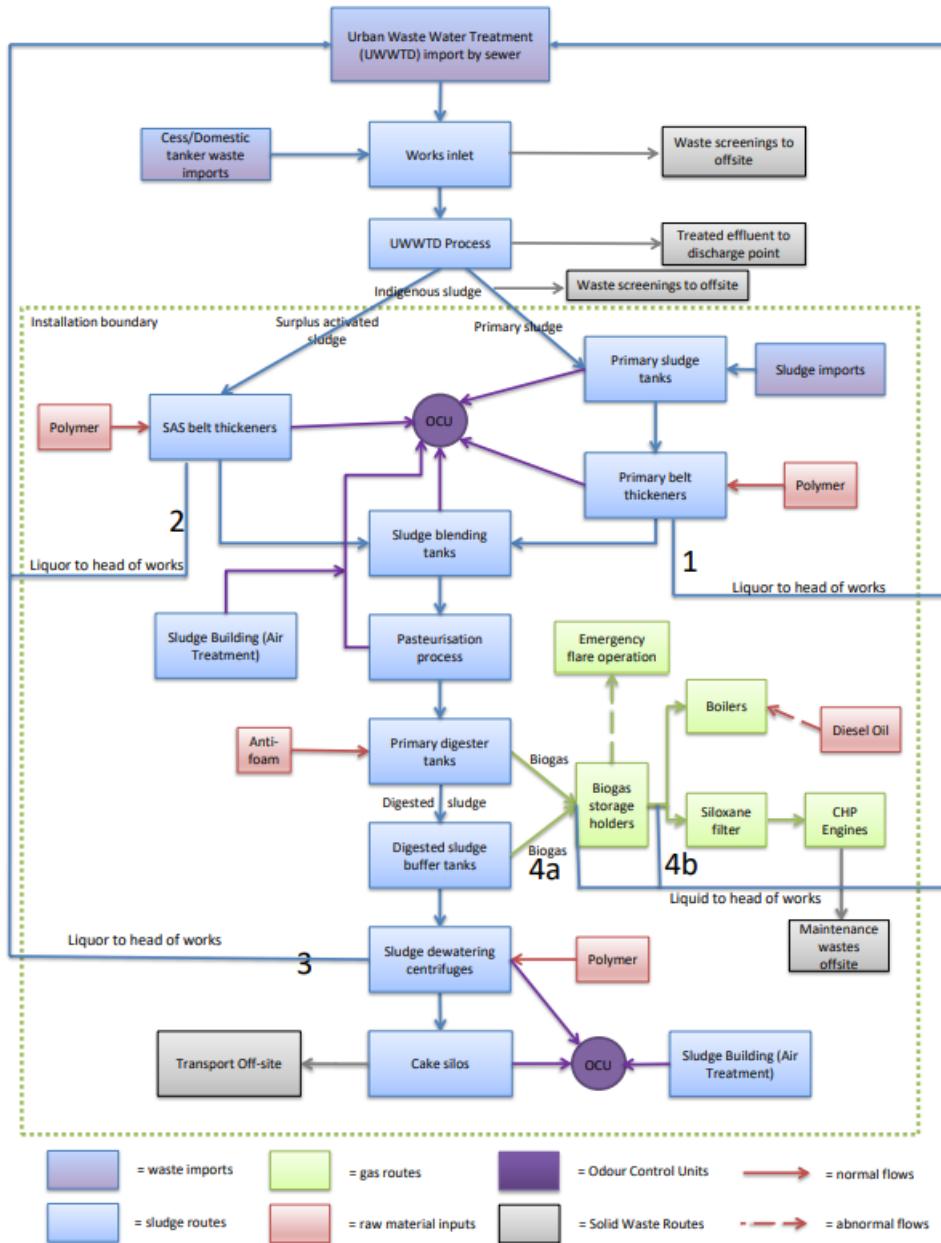 Urban Waste Water Treatment
(UWWTD) import by sewer
Cess/Domestic
tanker waste
imports
Works inlet
Waste screenings to
offsite
UWWTD Process
Treated effluent to
discharge point
Indigenous sludge
Waste screenings to offsite
Installation boundary
Surplus activated
sludge
Primary sludge
Primary sludge
tanks
Sludge imports
Polymer
SAS belt thickeners
OCU
Primary belt
thickeners
Polymer
2
Sludge blending
tanks
1
Liquor to head of works
Liquor to head of works
Sludge Building (Air
Treatment)
Pasteurisation
process
Emergency
flare operation
Boilers
Diesel Oil
Anti-
foam
Primary digester
tanks
Biogas
Biogas
storage
holders
Siloxane
filter
CHP
Engines
Digested sludge
Digested sludge
buffer tanks
Biogas
4a
4b
Liquid to head of works
Liquor to head of works
3
Sludge dewatering
centrifuges
Polymer
Maintenance
wastes
offsite
Transport Off-site
Cake silos
OCU
Sludge Building (Air
Treatment)
= waste imports
= gas routes
= Odour Control Units
= normal flows
= sludge routes
= raw material inputs
= Solid Waste Routes
= abnormal flows